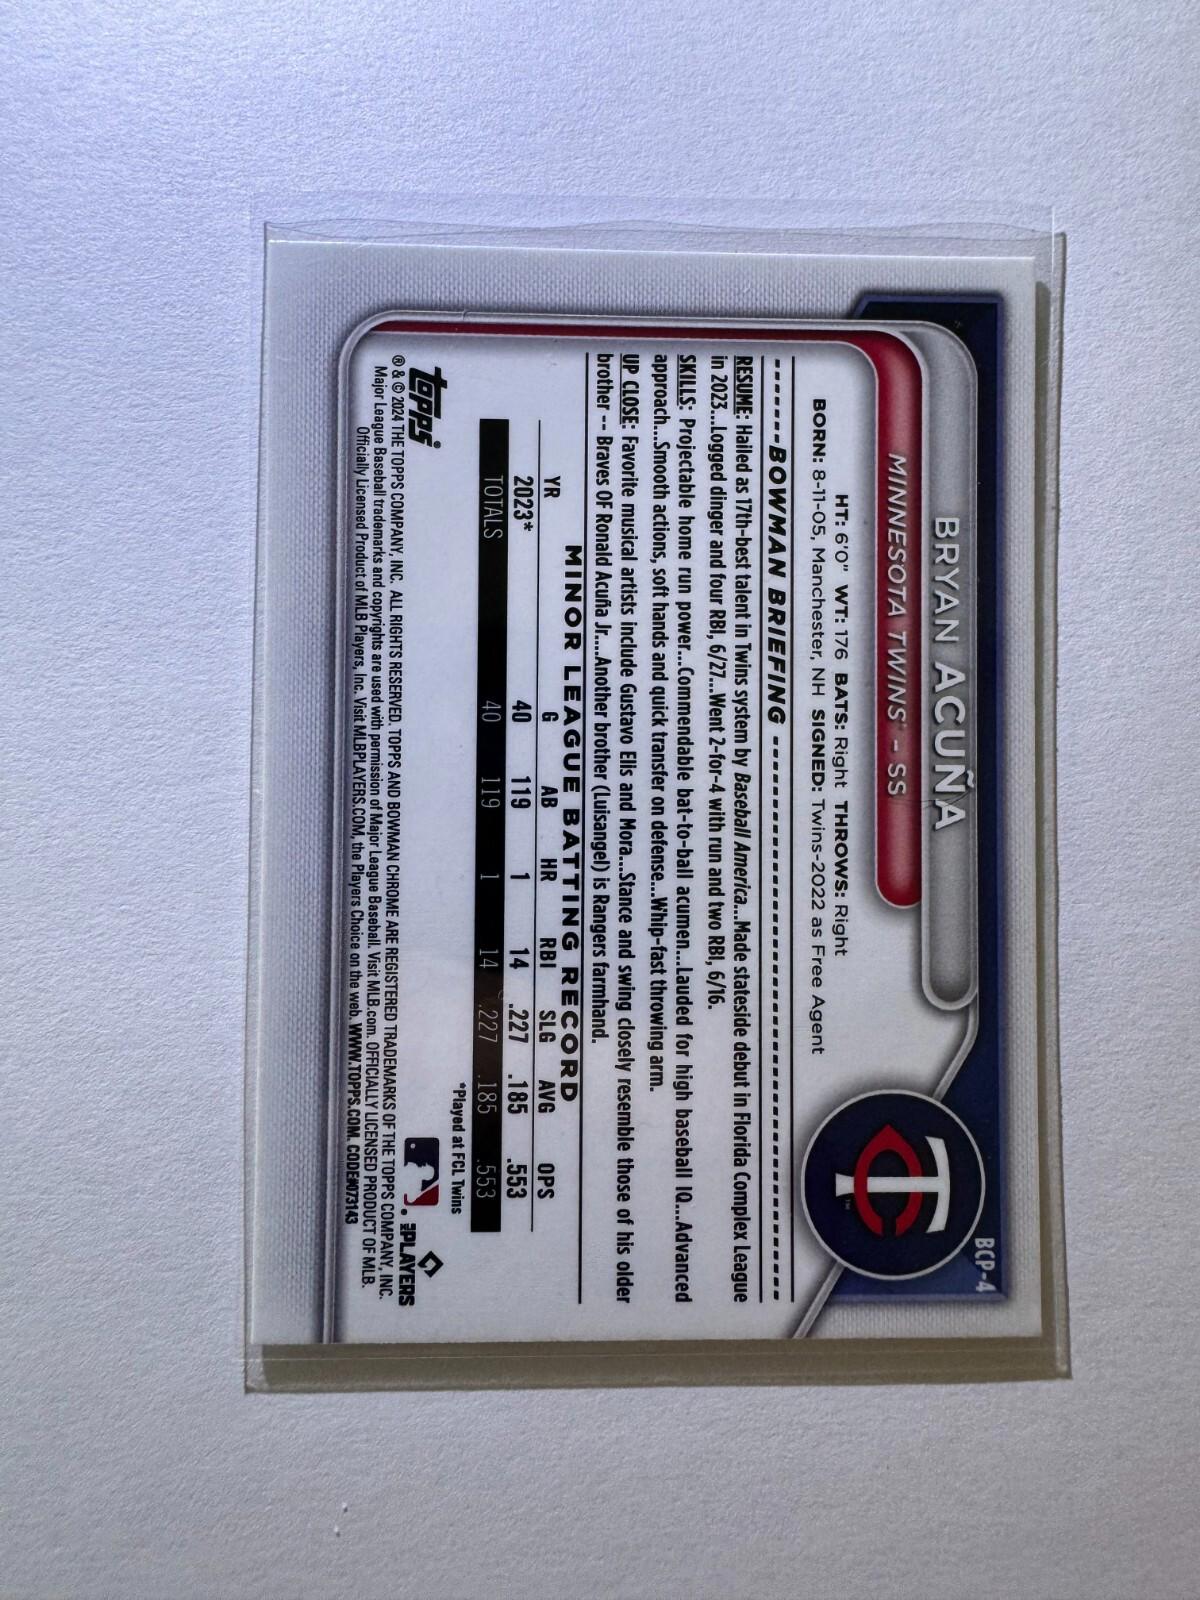 BCP-4
BRYAN ACUÑA
MINNESOTA TWINS™ - SS
TC™
HT: 6'0" WT: 176 BATS: Right THROWS: Right
BORN: 8-11-05, Manchester, NH SIGNED: Twins-2022 as Free Agent
BOWMAN BRIEFING
RESUME: Hailed as 17th-best talent in Twins system by Baseball America...Made stateside debut in Florida Complex League
in 2023...Logged dinger and four RBI, 6/27...Went 2-for-4 with run and two RBI, 6/16.
SKILLS: Projectable home run power...Commendable bat-to-ball acumen...Lauded for high baseball IQ...Advanced
approach...Smooth actions, soft hands and quick transfer on defense...Whip-fast throwing arm.
UP CLOSE: Favorite musical artists include Gustavo Elis and Mora...Stance and swing closely resemble those of his older
brother -- Braves OF Ronald Acuña Jr....Another brother (Luisangel) is Rangers farmhand.
MINOR LEAGUE BATTING RECORD
YR G AB HR RBI SLG AVG OPS
2023* 40 119 1 14 .227 .185 .553
TOTALS 40 119 1 14 .227 .185 .553
*Played at FCL Twins
topps®
PLAYERS
® & © 2024 THE TOPPS COMPANY, INC. ALL RIGHTS RESERVED. TOPPS AND BOWMAN CHROME ARE REGISTERED TRADEMARKS OF THE TOPPS COMPANY, INC.
Major League Baseball trademarks and copyrights are used with permission of Major League Baseball. Visit MLB.com. OFFICIALLY LICENSED PRODUCT OF MLB.
Officially Licensed Product of MLB Players, Inc. Visit MLBPLAYERS.COM, the Players Choice on the web. WWW.TOPPS.COM. CODE#073143